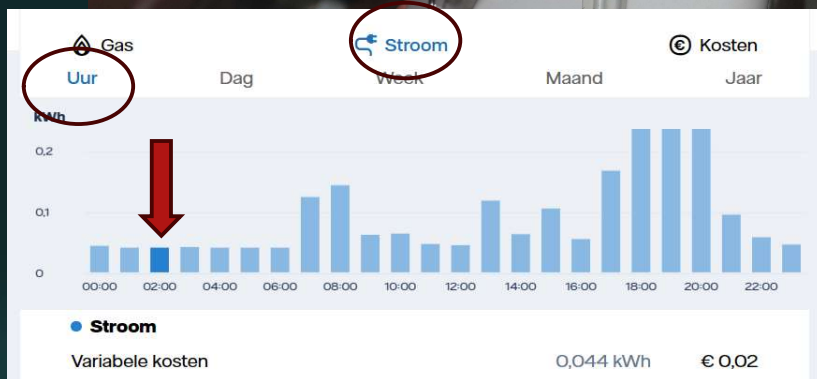 Gas Stroom Kosten
Uur Dag Week Maand Jaar
kWh
0,2
0,1
0
00:00 02:00 04:00 06:00 08:00 10:00 12:00 14:00 16:00 18:00 20:00 22:00
Stroom
Variabele kosten 0,044 kWh € 0,02